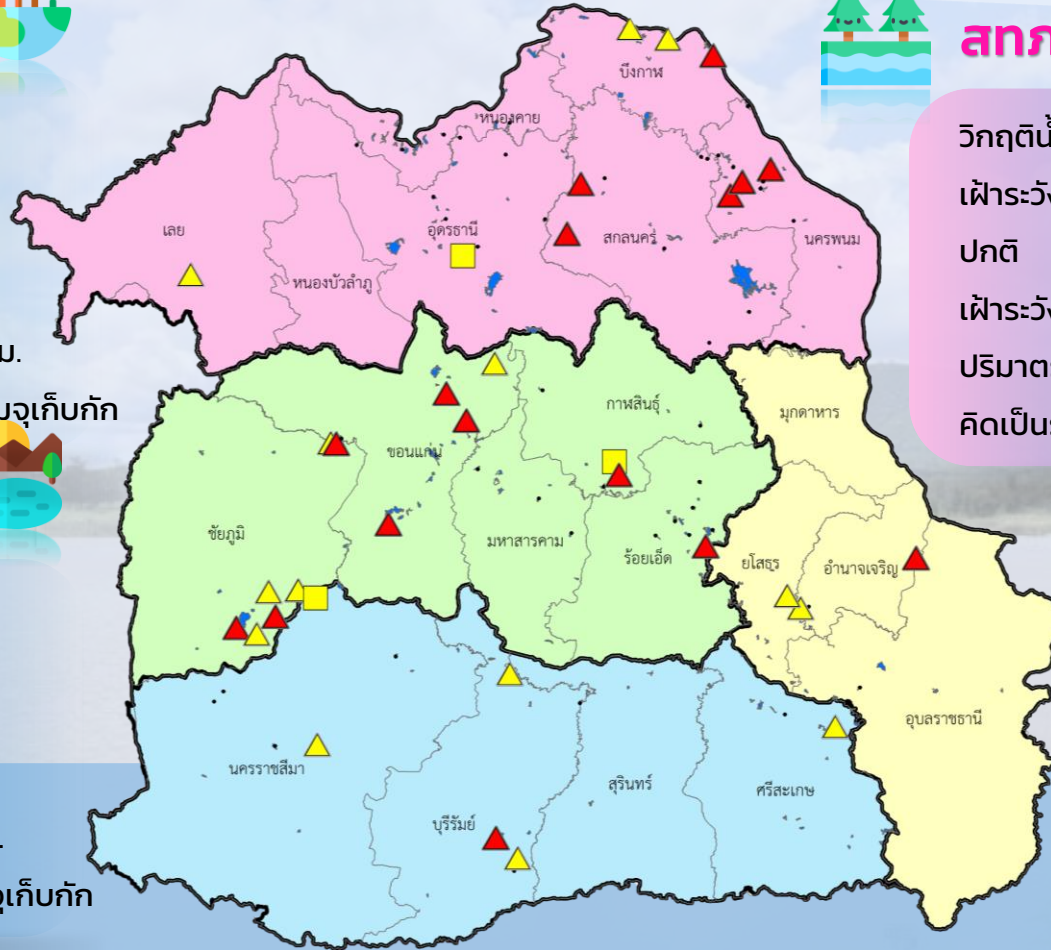 สทภ
วิกฤติน้
เฝ้าระวัง
ปกติ
เฝ้าระวัง
ปริมาตร
คิดเป็น
ม.
มจุเก็บกัก
จุเก็บกัก
บึงกาฬ
หนองคาย
เลย
อุดรธานี
สกลนคร
นครพนม
หนองบัวลำภู
กาฬสินธุ์
มุกดาหาร
ขอนแก่น
ชัยภูมิ
มหาสารคาม
ร้อยเอ็ด
ยโสธร
อำนาจเจริญ
อุบลราชธานี
นครราชสีมา
สุรินทร์
ศรีสะเกษ
บุรีรัมย์